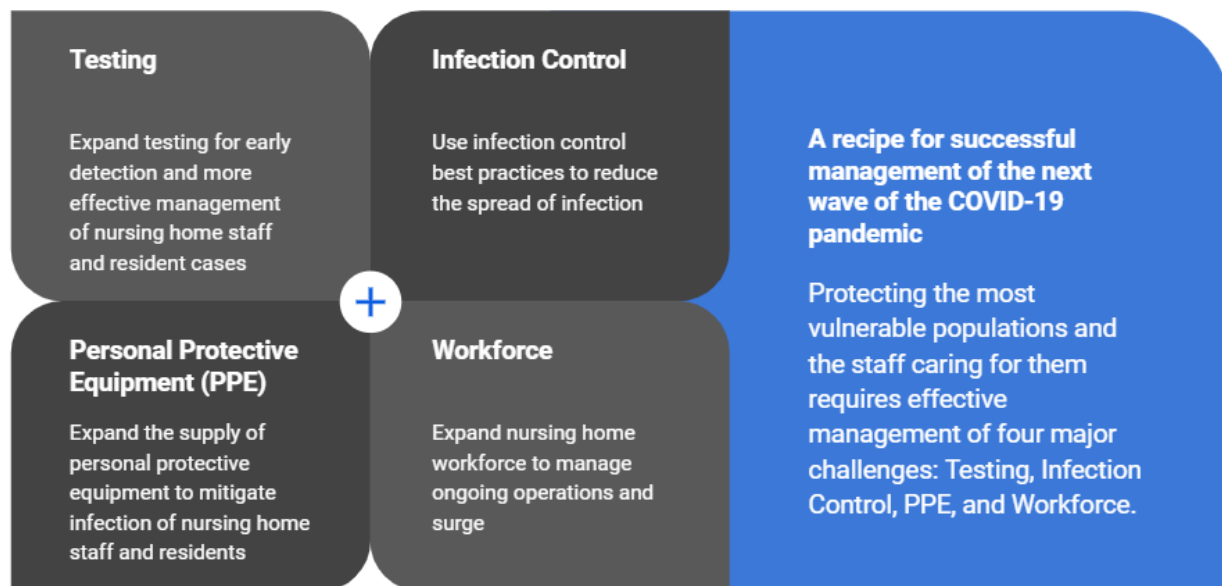 Testing
Expand testing for early
detection and more
effective management
of nursing home staff
and resident cases
Infection Control
Use infection control
best practices to reduce
the spread of infection
Personal Protective
Equipment (PPE)
Expand the supply of
personal protective
equipment to mitigate
infection of nursing home
staff and residents
Workforce
Expand nursing home
workforce to manage
ongoing operations and
surge
A recipe for successful
management of the next
wave of the COVID-19
pandemic
Protecting the most
vulnerable populations and
the staff caring for them
requires effective
management of four major
challenges: Testing, Infection
Control, PPE, and Workforce.